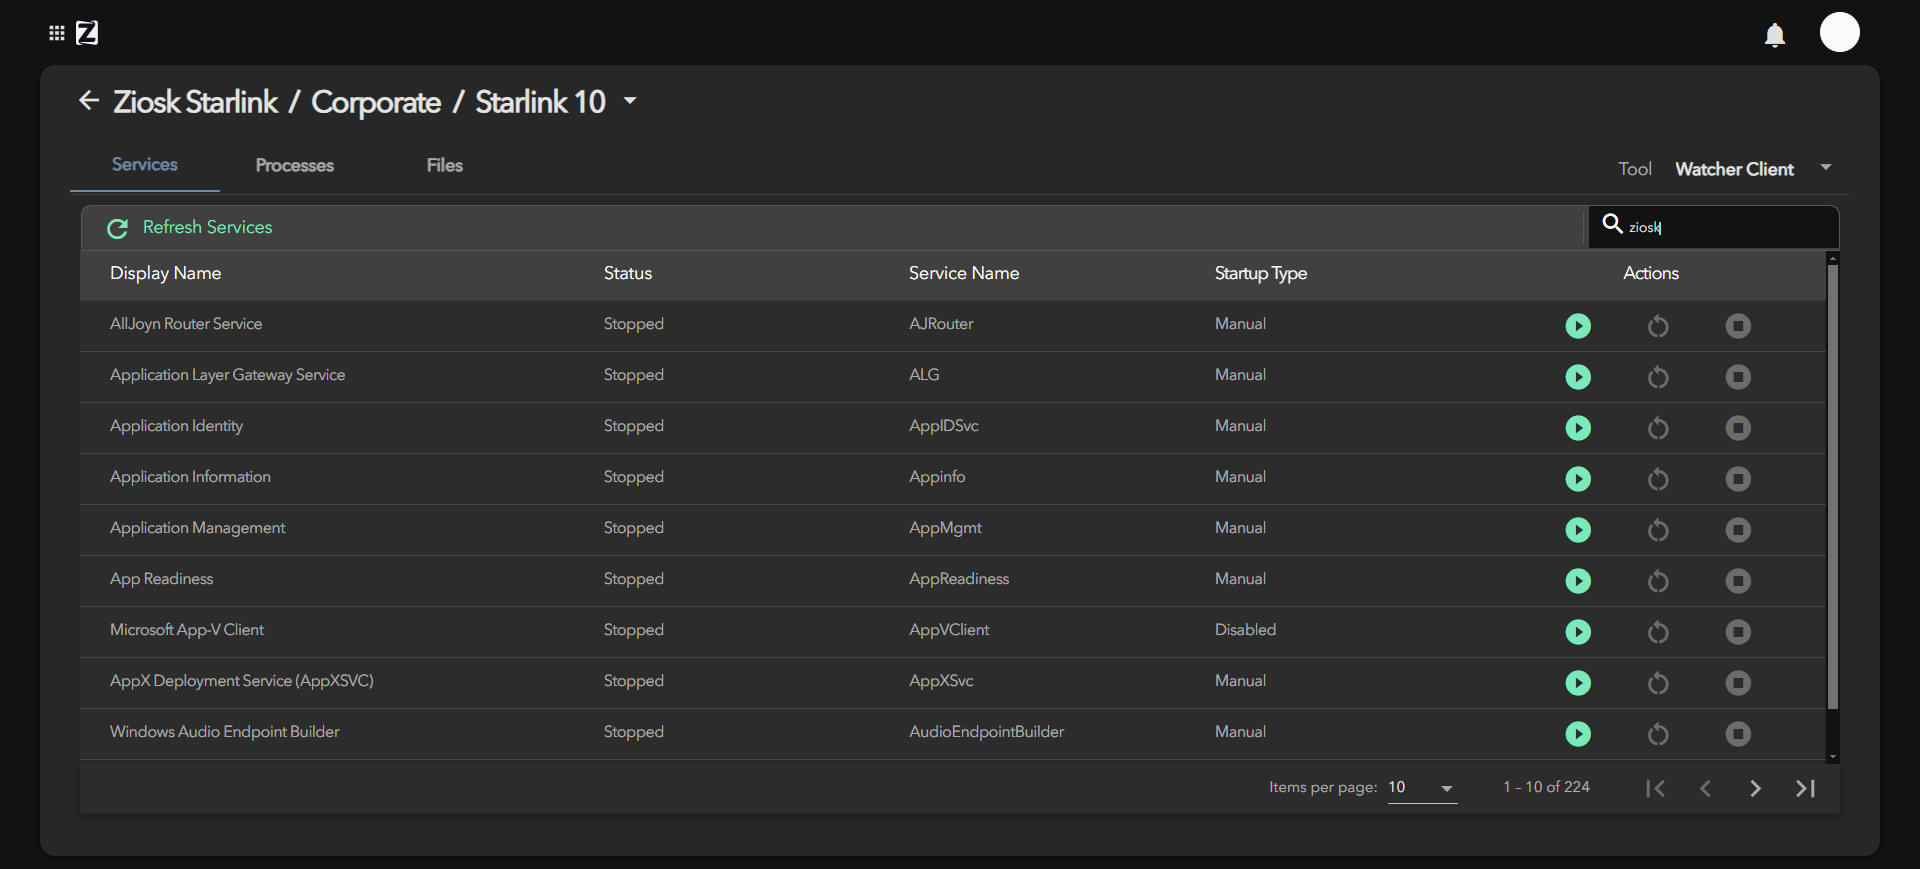 Z
Ziosk Starlink / Corporate / Starlink 10
Services Processes Files
Tool Watcher Client
Refresh Services
ziosk
Display Name Status Service Name Startup Type Actions
AllJoyn Router Service Stopped AJRouter Manual
Application Layer Gateway Service Stopped ALG Manual
Application Identity Stopped AppIDSvc Manual
Application Information Stopped Appinfo Manual
Application Management Stopped AppMgmt Manual
App Readiness Stopped AppReadiness Manual
Microsoft App-V Client Stopped AppVClient Disabled
AppX Deployment Service (AppXSVC) Stopped AppXSvc Manual
Windows Audio Endpoint Builder Stopped AudioEndpointBuilder Manual
Items per page: 10 1 – 10 of 224